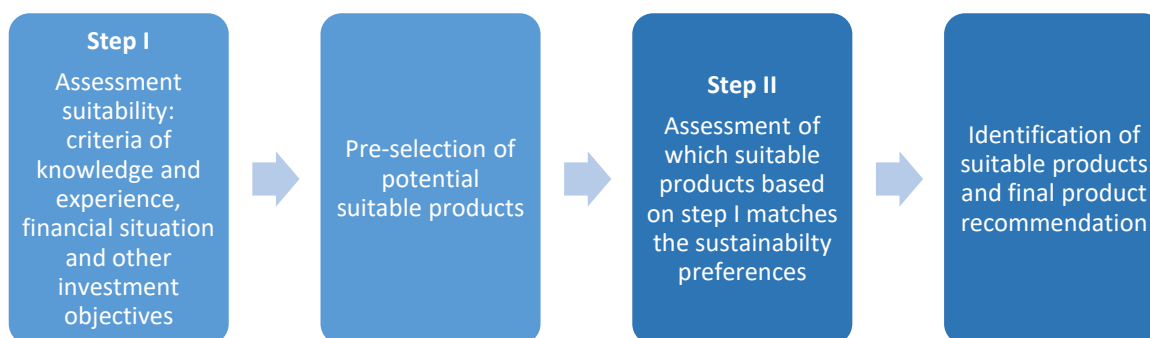 Step I
Assessment
suitability:
criteria of
knowledge and
experience,
financial situation
and other
investment
objectives
Pre-selection of
potential
suitable products
Step II
Assessment of
which suitable
products based
on step I matches
the sustainabilty
preferences
Identification of
suitable products
and final product
recommendation